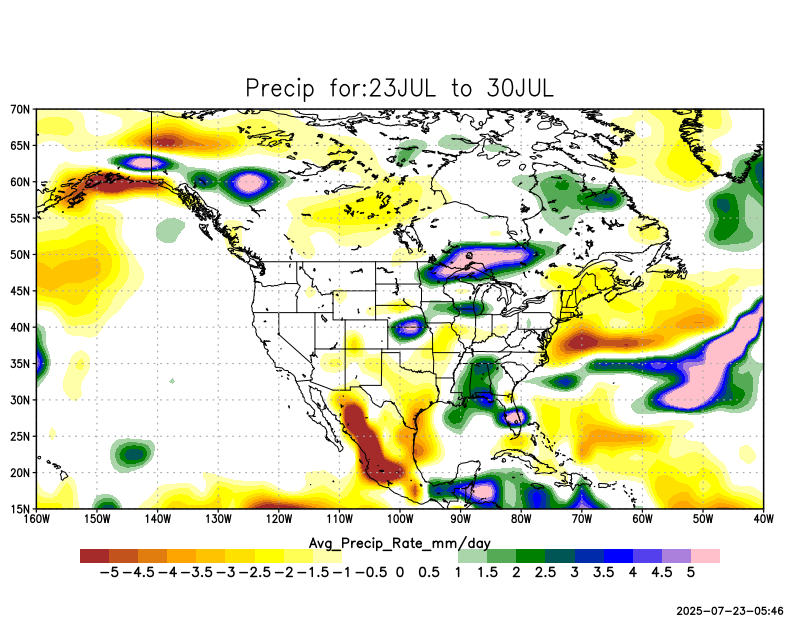 Precip for:23JUL to 30JUL
70N
65N
60N
55N
50N
45N
40N
35N
30N
25N
20N
15N
160W 150W 140W 130W 120W 110W 100W 90W 80W 70W 60W 50W 40W
Avg_Precip_Rate_mm/day
-5 -4.5 -4 -3.5 -3 -2.5 -2 -1.5 -1 -0.5 0 0.5 1 1.5 2 2.5 3 3.5 4 4.5 5
2025-07-23-05:46